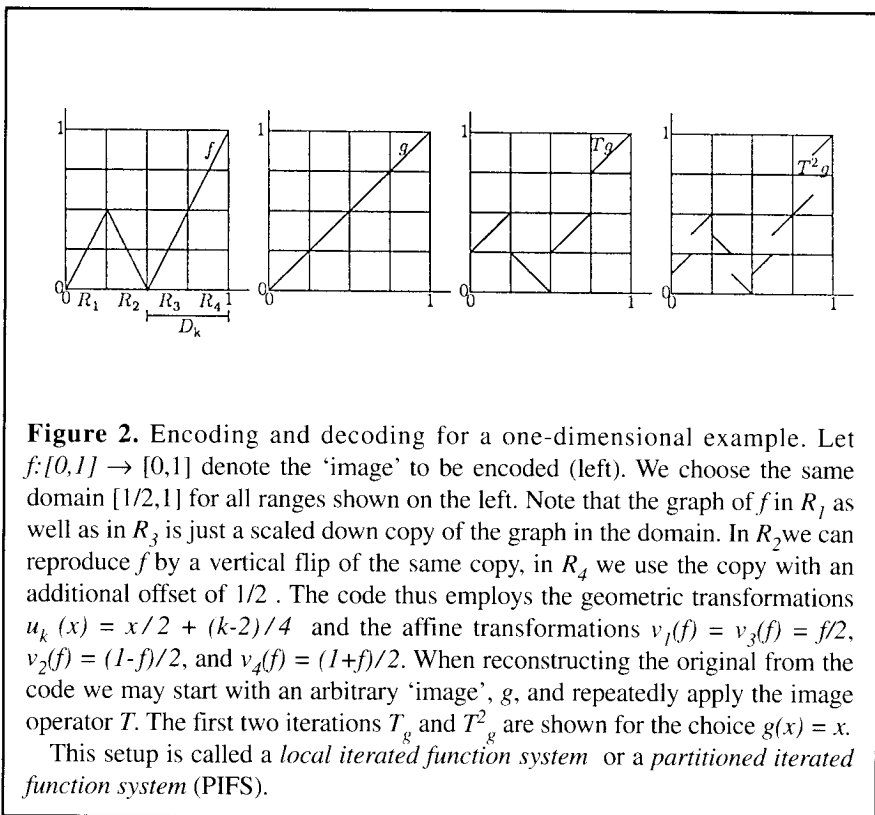 1 f
0
0 R₁ R₂ R₃ R₄ 1
Dₖ
1 g
0
1
1 Tg
0
1
1 T²g
0
1
Figure 2. Encoding and decoding for a one-dimensional example. Let
f:[0,1] → [0,1] denote the ‘image’ to be encoded (left). We choose the same
domain [1/2,1] for all ranges shown on the left. Note that the graph of f in R₁ as
well as in R₃ is just a scaled down copy of the graph in the domain. In R₂we can
reproduce f by a vertical flip of the same copy, in R₄ we use the copy with an
additional offset of 1/2 . The code thus employs the geometric transformations
uₖ (x) = x/2 + (k-2)/4 and the affine transformations v₁(f) = v₃(f) = f/2,
v₂(f) = (1-f)/2, and v₄(f) = (1+f)/2. When reconstructing the original from the
code we may start with an arbitrary ‘image’, g, and repeatedly apply the image
operator T. The first two iterations T_g and T²_g are shown for the choice g(x) = x.
This setup is called a local iterated function system or a partitioned iterated
function system (PIFS).